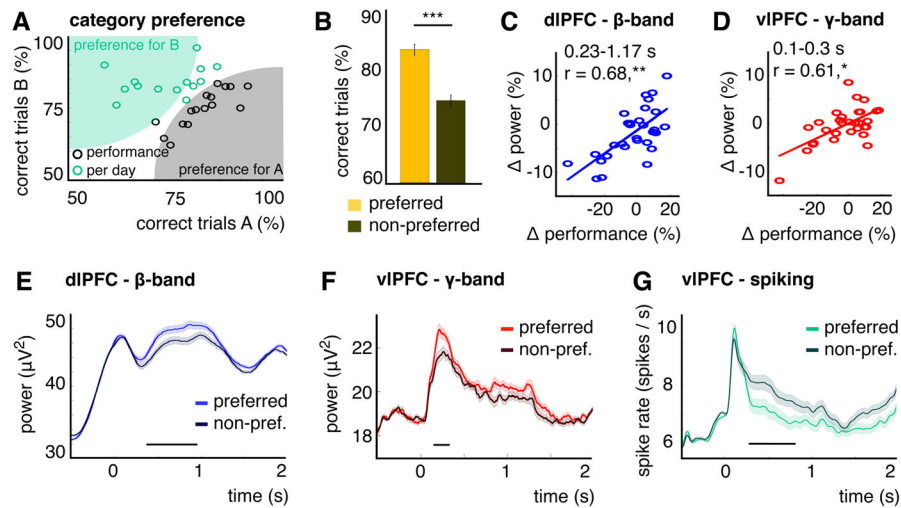 A category preference
100
75
50
correct trials B (%)
preference for B
performance
per day
preference for A
50 75 100
correct trials A (%)
B
90
80
70
60
correct trials (%)
***
preferred
non-preferred
C dlPFC - β-band
0.23-1.17 s
r = 0.68,**
10
0
-10
Δ power (%)
-20 0 20
Δ performance (%)
D vlPFC - γ-band
0.1-0.3 s
r = 0.61,*
10
0
-10
Δ power (%)
-20 0 20
Δ performance (%)
E dlPFC - β-band
50
40
30
power (µV²)
preferred
non-pref.
0 1 2
time (s)
F vlPFC - γ-band
22
20
18
power (µV²)
preferred
non-pref.
0 1 2
time (s)
G vlPFC - spiking
10
8
6
spike rate (spikes / s)
preferred
non-pref.
0 1 2
time (s)